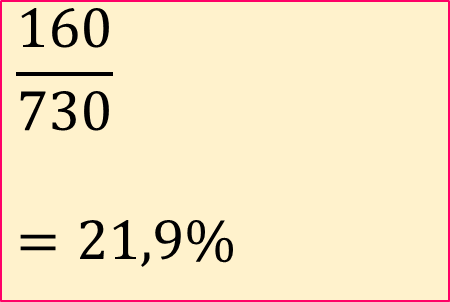 160
730
= 21,9%